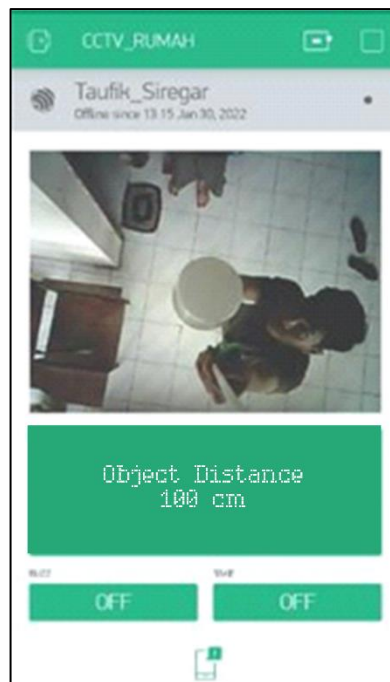 CCTV_RUMAH
Taufik_Siregar
Offline since 13:15 Jan 30, 2022
Object Distance
100 cm
OFF
OFF